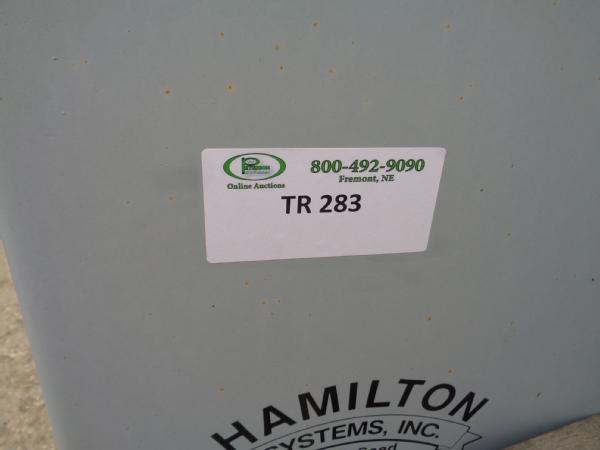 800-492-9090
Fremont, NE
Online Auctions
TR 283
HAMILTON
SYSTEMS, INC.